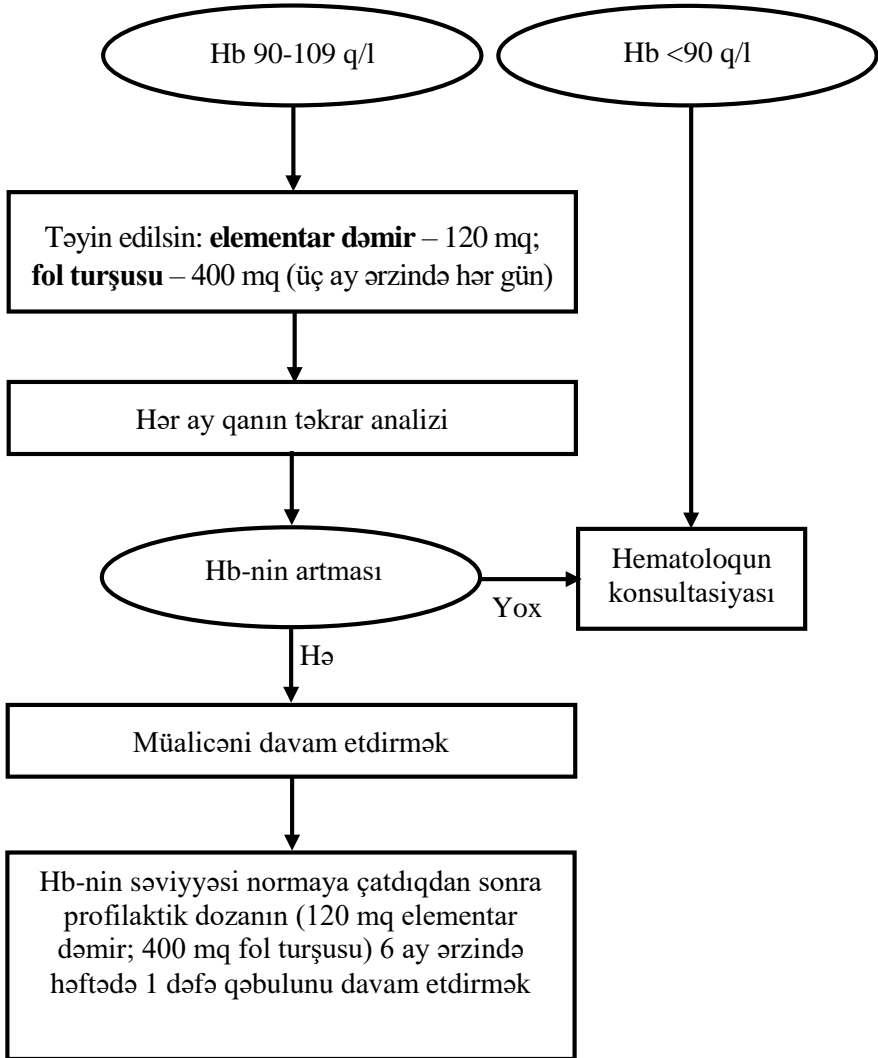 Hb 90-109 q/l
Hb <90 q/l
Təyin edilsin: elementar dəmir – 120 mq;
fol turşusu – 400 mq (üç ay ərzində hər gün)
Hər ay qanın təkrar analizi
Hb-nin artması
Yox
Hematoloqun
konsultasiyası
Hə
Müalicəni davam etdirmək
Hb-nin səviyyəsi normaya çatdıqdan sonra
profilaktik dozanın (120 mq elementar
dəmir; 400 mq fol turşusu) 6 ay ərzində
həftədə 1 dəfə qəbulunu davam etdirmək